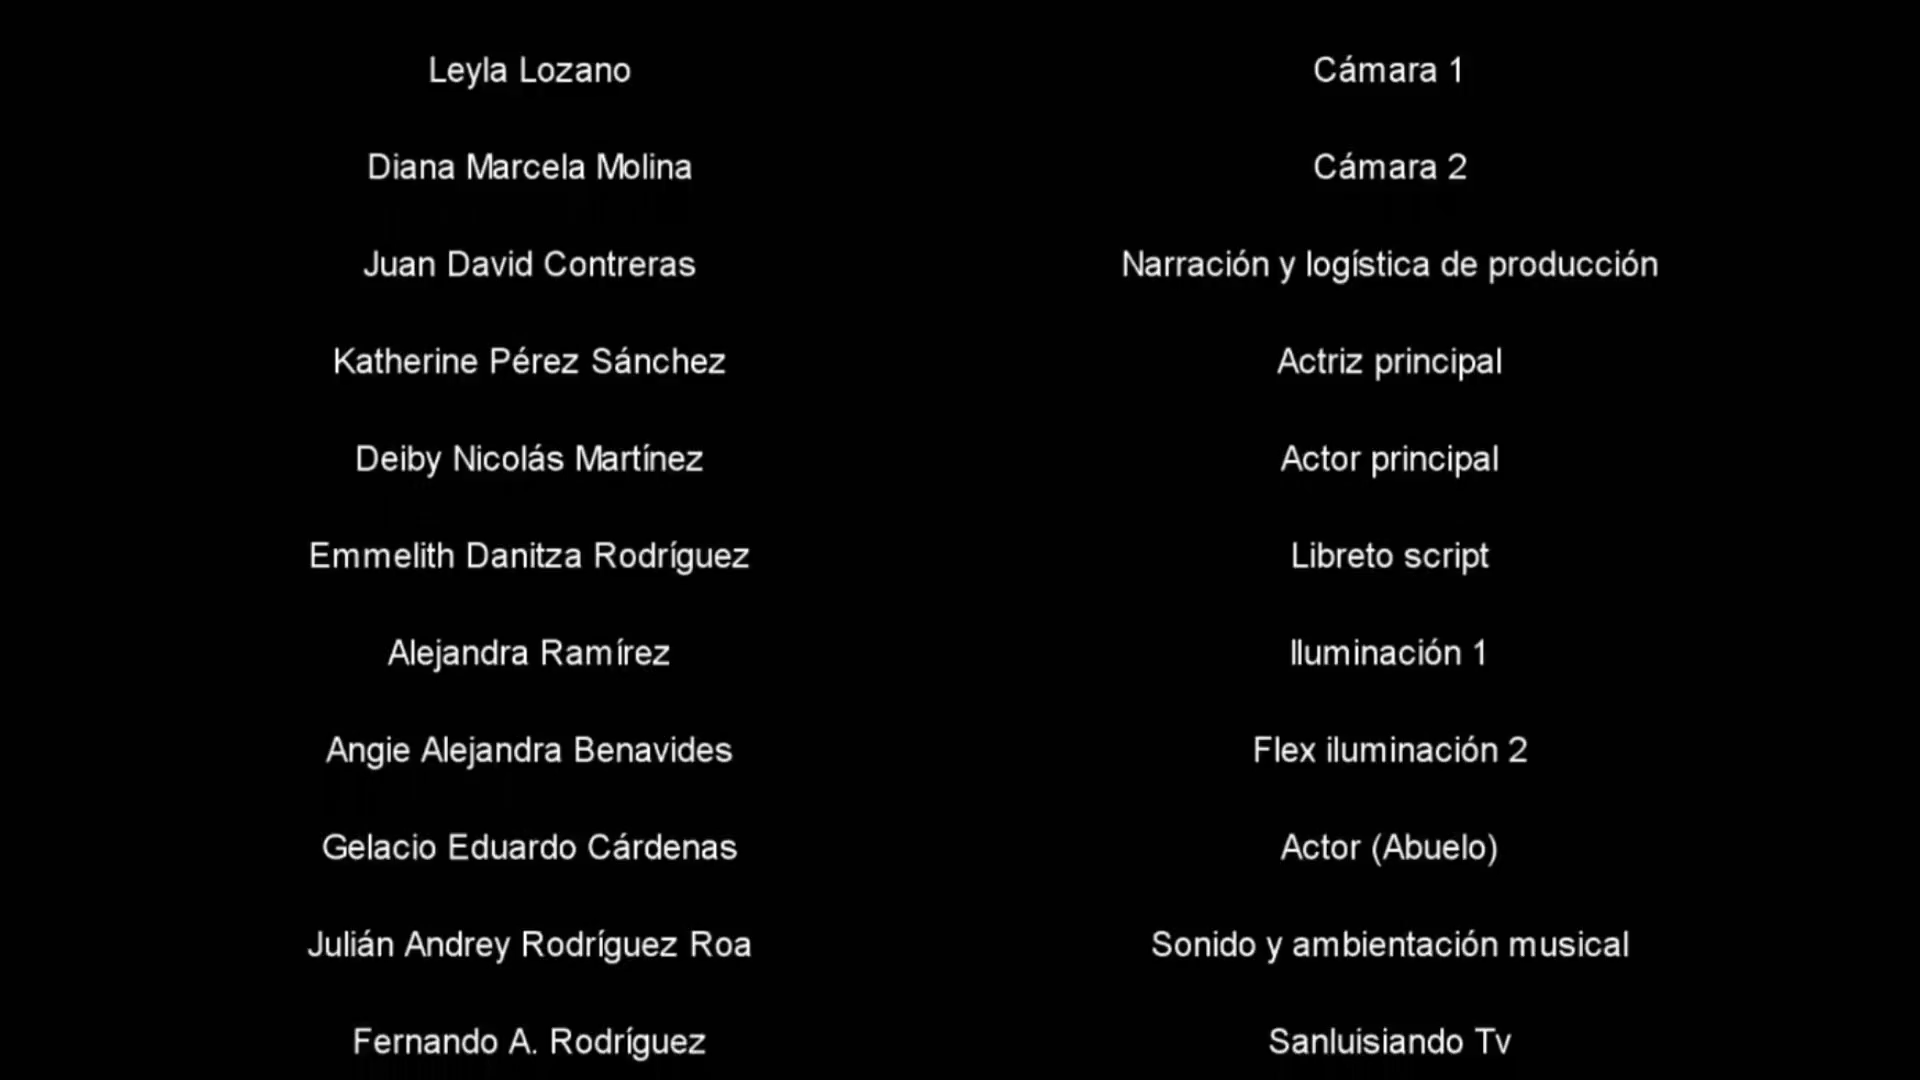 Leyla Lozano Cámara 1
Diana Marcela Molina Cámara 2
Juan David Contreras Narración y logística de producción
Katherine Pérez Sánchez Actriz principal
Deiby Nicolás Martínez Actor principal
Emmelith Danitza Rodríguez Libreto script
Alejandra Ramírez Iluminación 1
Angie Alejandra Benavides Flex iluminación 2
Gelacio Eduardo Cárdenas Actor (Abuelo)
Julián Andrey Rodríguez Roa Sonido y ambientación musical
Fernando A. Rodríguez Sanluisiando Tv